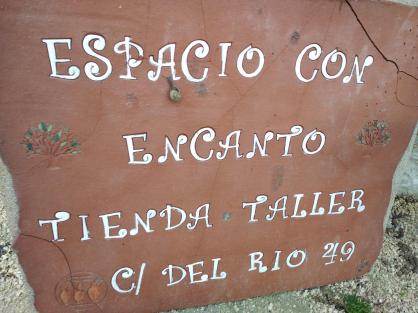 ESPACIO CON
ENCANTO
TIENDA TALLER
C/ DEL RIO 49